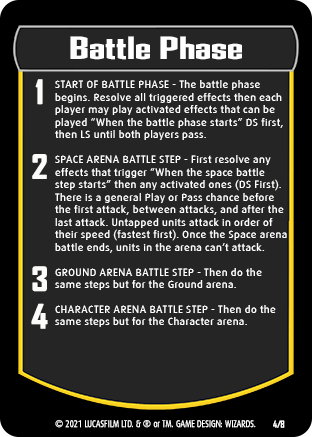 Battle Phase
1 START OF BATTLE PHASE - The battle phase
begins. Resolve all triggered effects then each
player may play activated effects that can be
played "When the battle phase starts" DS first,
then LS until both players pass.
2 SPACE ARENA BATTLE STEP - First resolve any
effects that trigger "When the space battle
step starts" then any activated ones (DS First).
There is a general Play or Pass chance before
the first attack, between attacks, and after the
last attack. Untapped units attack in order of
their speed (fastest first). Once the Space arena
battle ends, units in the arena can't attack.
3 GROUND ARENA BATTLE STEP - Then do the
same steps but for the Ground arena.
4 CHARACTER ARENA BATTLE STEP - Then do the
same steps but for the Character arena.
© 2021 LUCASFILM LTD. & ® or TM. GAME DESIGN: WIZARDS. 4/8